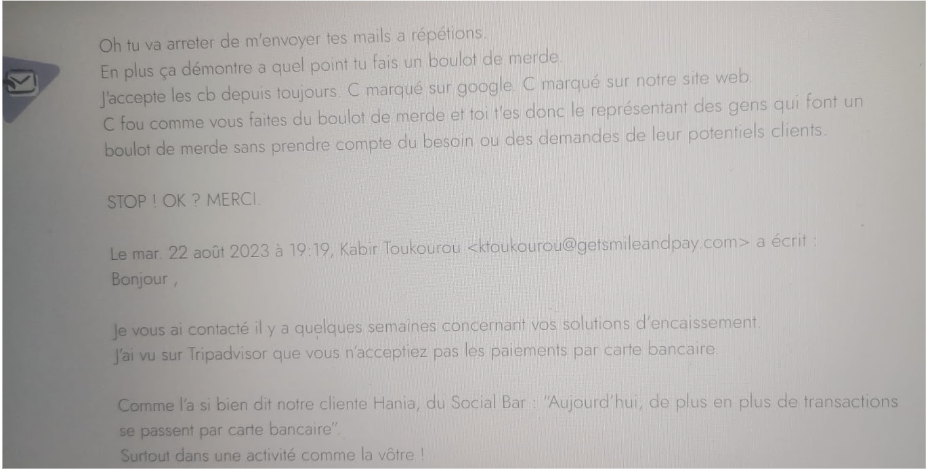 Oh tu va arreter de m'envoyer tes mails a répétions.
En plus ça démontre a quel point tu fais un boulot de merde.
J'accepte les cb depuis toujours. C marqué sur google. C marqué sur notre site web.
C fou comme vous faites du boulot de merde et toi t'es donc le représentant des gens qui font un
boulot de merde sans prendre compte du besoin ou des demandes de leur potentiels clients.
STOP ! OK ? MERCI.
Le mar. 22 août 2023 à 19:19, Kabir Toukourou <ktoukourou@getsmileandpay.com> a écrit :
Bonjour ,
Je vous ai contacté il y a quelques semaines concernant vos solutions d'encaissement.
J'ai vu sur Tripadvisor que vous n'acceptiez pas les paiements par carte bancaire.
Comme l'a si bien dit notre cliente Hania, du Social Bar : "Aujourd'hui, de plus en plus de transactions
se passent par carte bancaire".
Surtout dans une activité comme la vôtre !